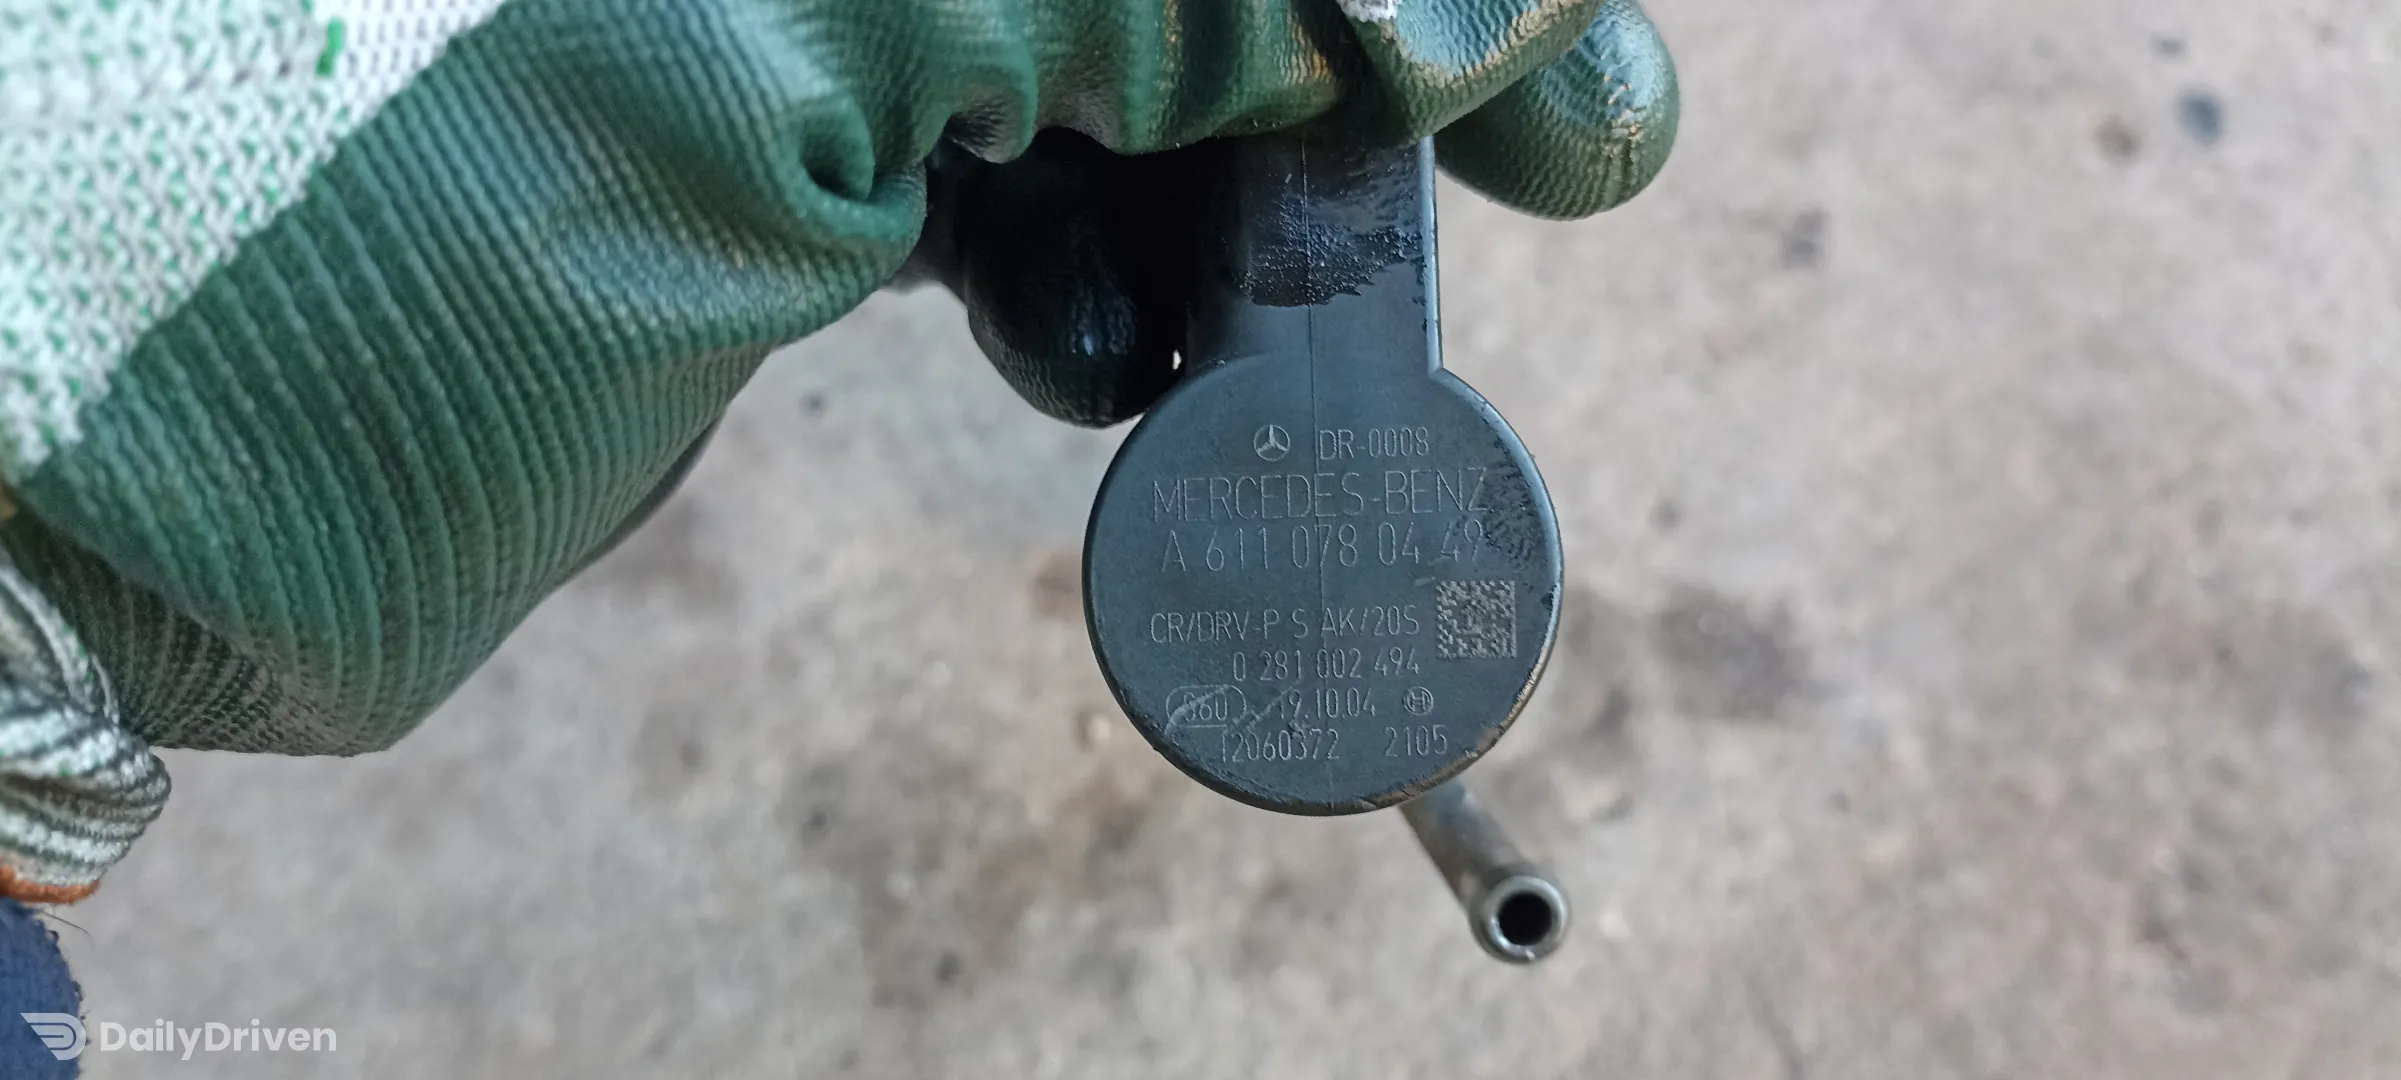 DR-0008
MERCEDES-BENZ
A 611 078 04 49
CR/DRV-P S AK/20S
0 281 002 494
060 19.10.04
12060372 2105
DailyDriven